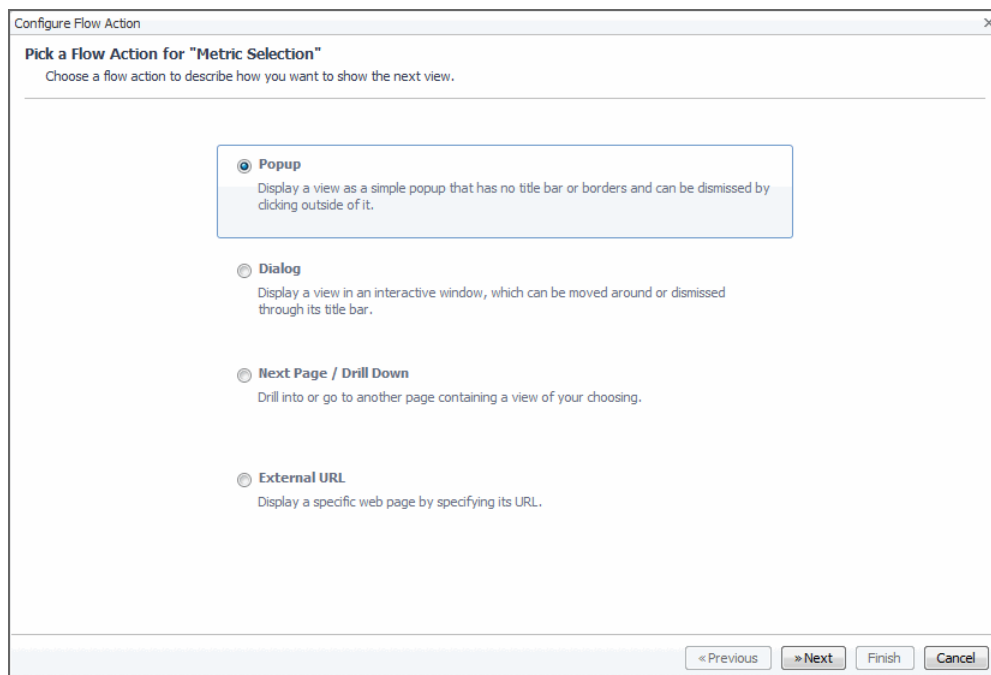 Configure Flow Action
Pick a Flow Action for "Metric Selection"
Choose a flow action to describe how you want to show the next view.
Popup
Display a view as a simple popup that has no title bar or borders and can be dismissed by
clicking outside of it.
Dialog
Display a view in an interactive window, which can be moved around or dismissed
through its title bar.
Next Page / Drill Down
Drill into or go to another page containing a view of your choosing.
External URL
Display a specific web page by specifying its URL.
« Previous » Next Finish Cancel